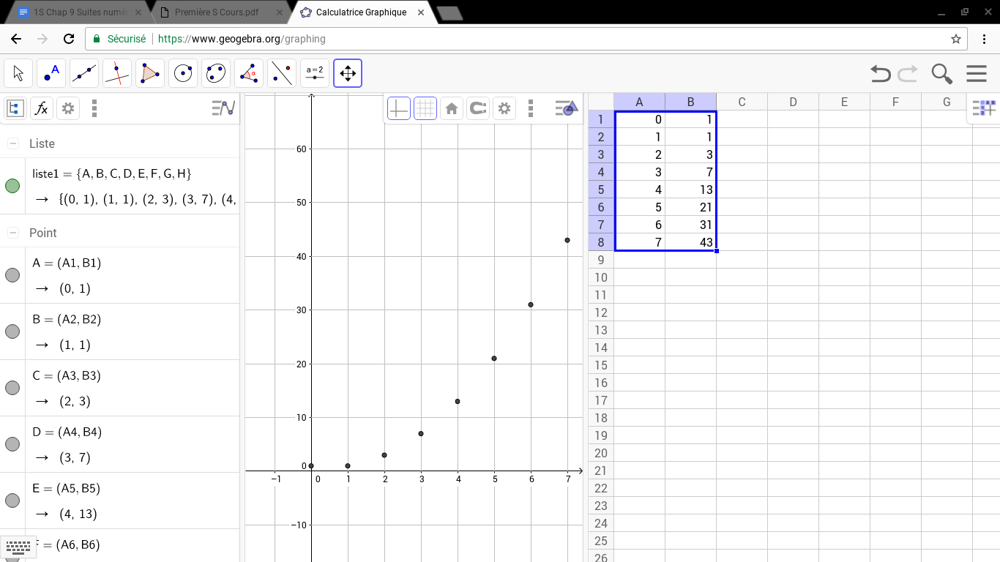 1S Chap 9 Suites numé
Première S Cours.pdf
Calculatrice Graphique
Sécurisé
https://www.geogebra.org/graphing
A
α
a=2
fx
Liste
liste1 = {A, B, C, D, E, F, G, H}
→ {(0, 1), (1, 1), (2, 3), (3, 7), (4,
Point
A = (A1, B1)
→ (0, 1)
B = (A2, B2)
→ (1, 1)
C = (A3, B3)
→ (2, 3)
D = (A4, B4)
→ (3, 7)
E = (A5, B5)
→ (4, 13)
F = (A6, B6)
60
50
40
30
20
10
0
−10
−1 0 1 2 3 4 5 6 7
A B C D E F G
1 0 1
2 1 1
3 2 3
4 3 7
5 4 13
6 5 21
7 6 31
8 7 43
9
10
11
12
13
14
15
16
17
18
19
20
21
22
23
24
25
26